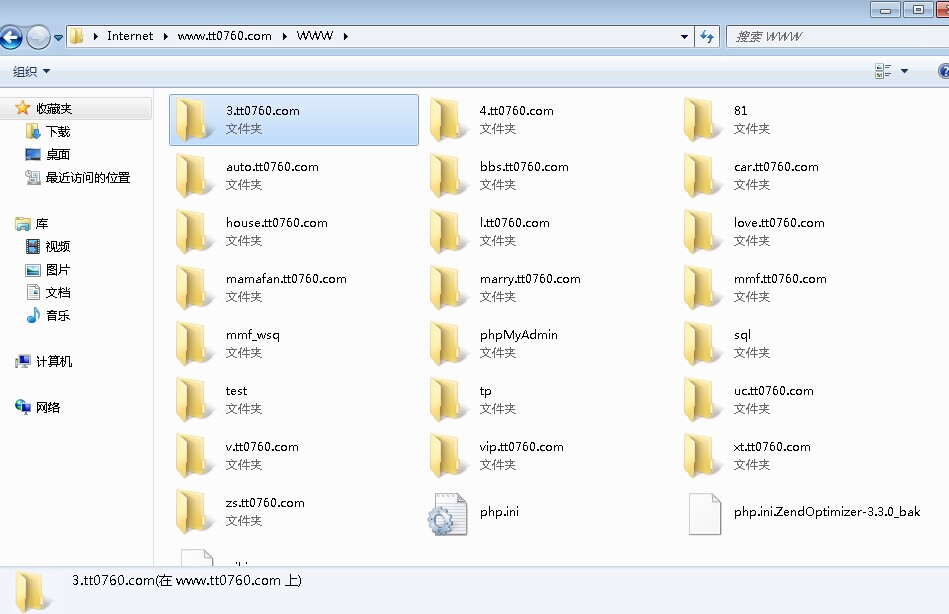 Internet www.tt0760.com WWW
搜索 WWW
组织
收藏夹
下载
桌面
最近访问的位置
库
视频
图片
文档
音乐
计算机
网络
3.tt0760.com
文件夹
4.tt0760.com
文件夹
81
文件夹
auto.tt0760.com
文件夹
bbs.tt0760.com
文件夹
car.tt0760.com
文件夹
house.tt0760.com
文件夹
l.tt0760.com
文件夹
love.tt0760.com
文件夹
mamafan.tt0760.com
文件夹
marry.tt0760.com
文件夹
mmf.tt0760.com
文件夹
mmf_wsq
文件夹
phpMyAdmin
文件夹
sql
文件夹
test
文件夹
tp
文件夹
uc.tt0760.com
文件夹
v.tt0760.com
文件夹
vip.tt0760.com
文件夹
xt.tt0760.com
文件夹
zs.tt0760.com
文件夹
php.ini
php.ini.ZendOptimizer-3.3.0_bak
3.tt0760.com(在 www.tt0760.com 上)